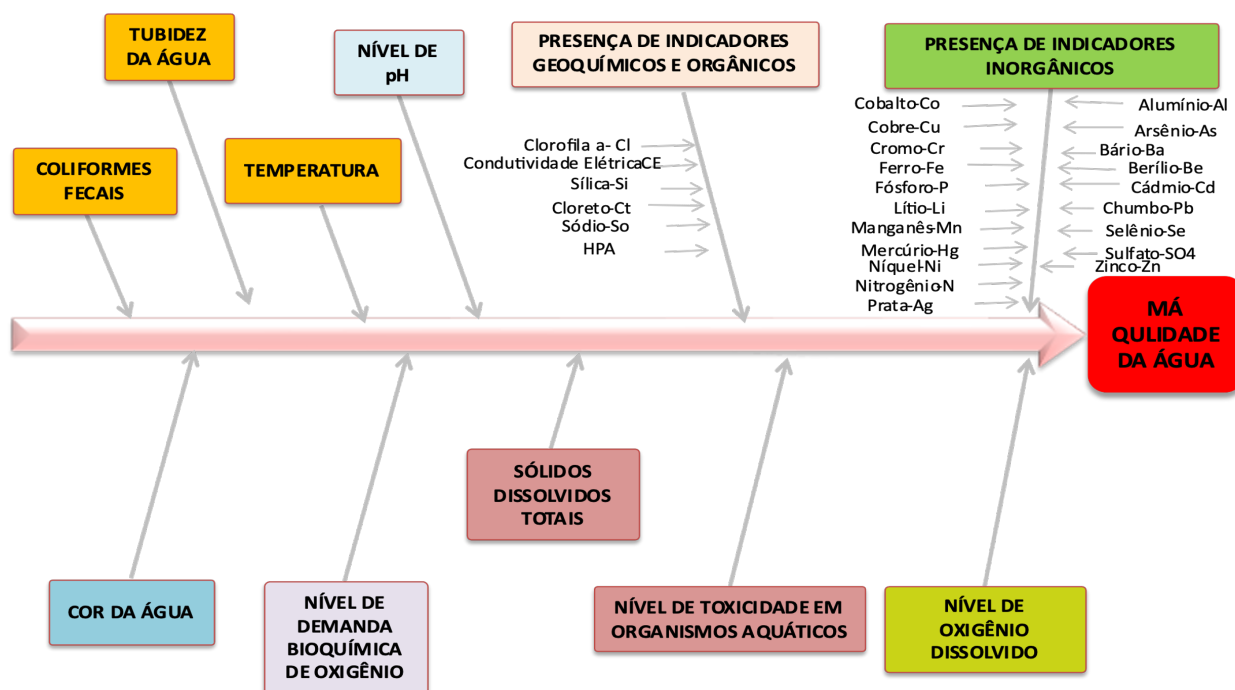 TUBIDEZ
DA ÁGUA
NÍVEL DE
pH
PRESENÇA DE INDICADORES
GEOQUÍMICOS E ORGÂNICOS
PRESENÇA DE INDICADORES
INORGÂNICOS
COLIFORMES
FECAIS
TEMPERATURA
Clorofila a- Cl
Condutividade ElétricaCE
Sílica-Si
Cloreto-Ct
Sódio-So
HPA
Cobalto-Co
Cobre-Cu
Cromo-Cr
Ferro-Fe
Fósforo-P
Lítio-Li
Manganês-Mn
Mercúrio-Hg
Níquel-Ni
Nitrogênio-N
Prata-Ag
Alumínio-Al
Arsênio-As
Bário-Ba
Berílio-Be
Cádmio-Cd
Chumbo-Pb
Selênio-Se
Sulfato-SO4
Zinco-Zn
MÁ
QULIDADE
DA ÁGUA
SÓLIDOS
DISSOLVIDOS
TOTAIS
COR DA ÁGUA
NÍVEL DE
DEMANDA
BIOQUÍMICA
DE OXIGÊNIO
NÍVEL DE TOXICIDADE EM
ORGANISMOS AQUÁTICOS
NÍVEL DE
OXIGÊNIO
DISSOLVIDO